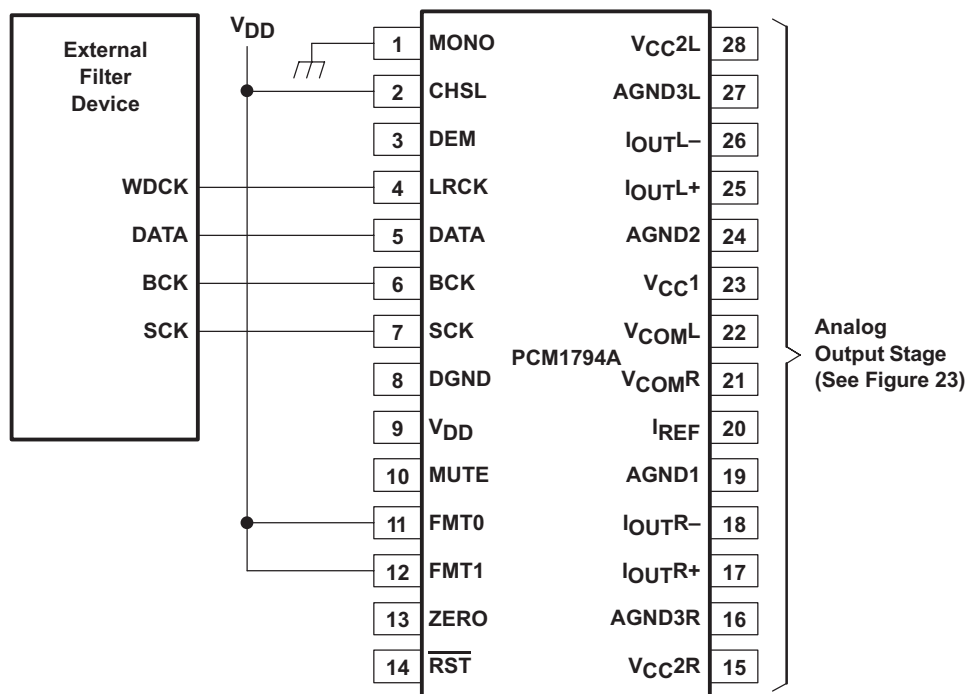 External
Filter
Device
WDCK
DATA
BCK
SCK
VDD
1 MONO
2 CHSL
3 DEM
4 LRCK
5 DATA
6 BCK
7 SCK
8 DGND
9 VDD
10 MUTE
11 FMT0
12 FMT1
13 ZERO
14 RST
PCM1794A
VCC2L 28
AGND3L 27
IOUTL– 26
IOUTL+ 25
AGND2 24
VCC1 23
VCOML 22
VCOMR 21
IREF 20
AGND1 19
IOUTR– 18
IOUTR+ 17
AGND3R 16
VCC2R 15
Analog
Output Stage
(See Figure 23)